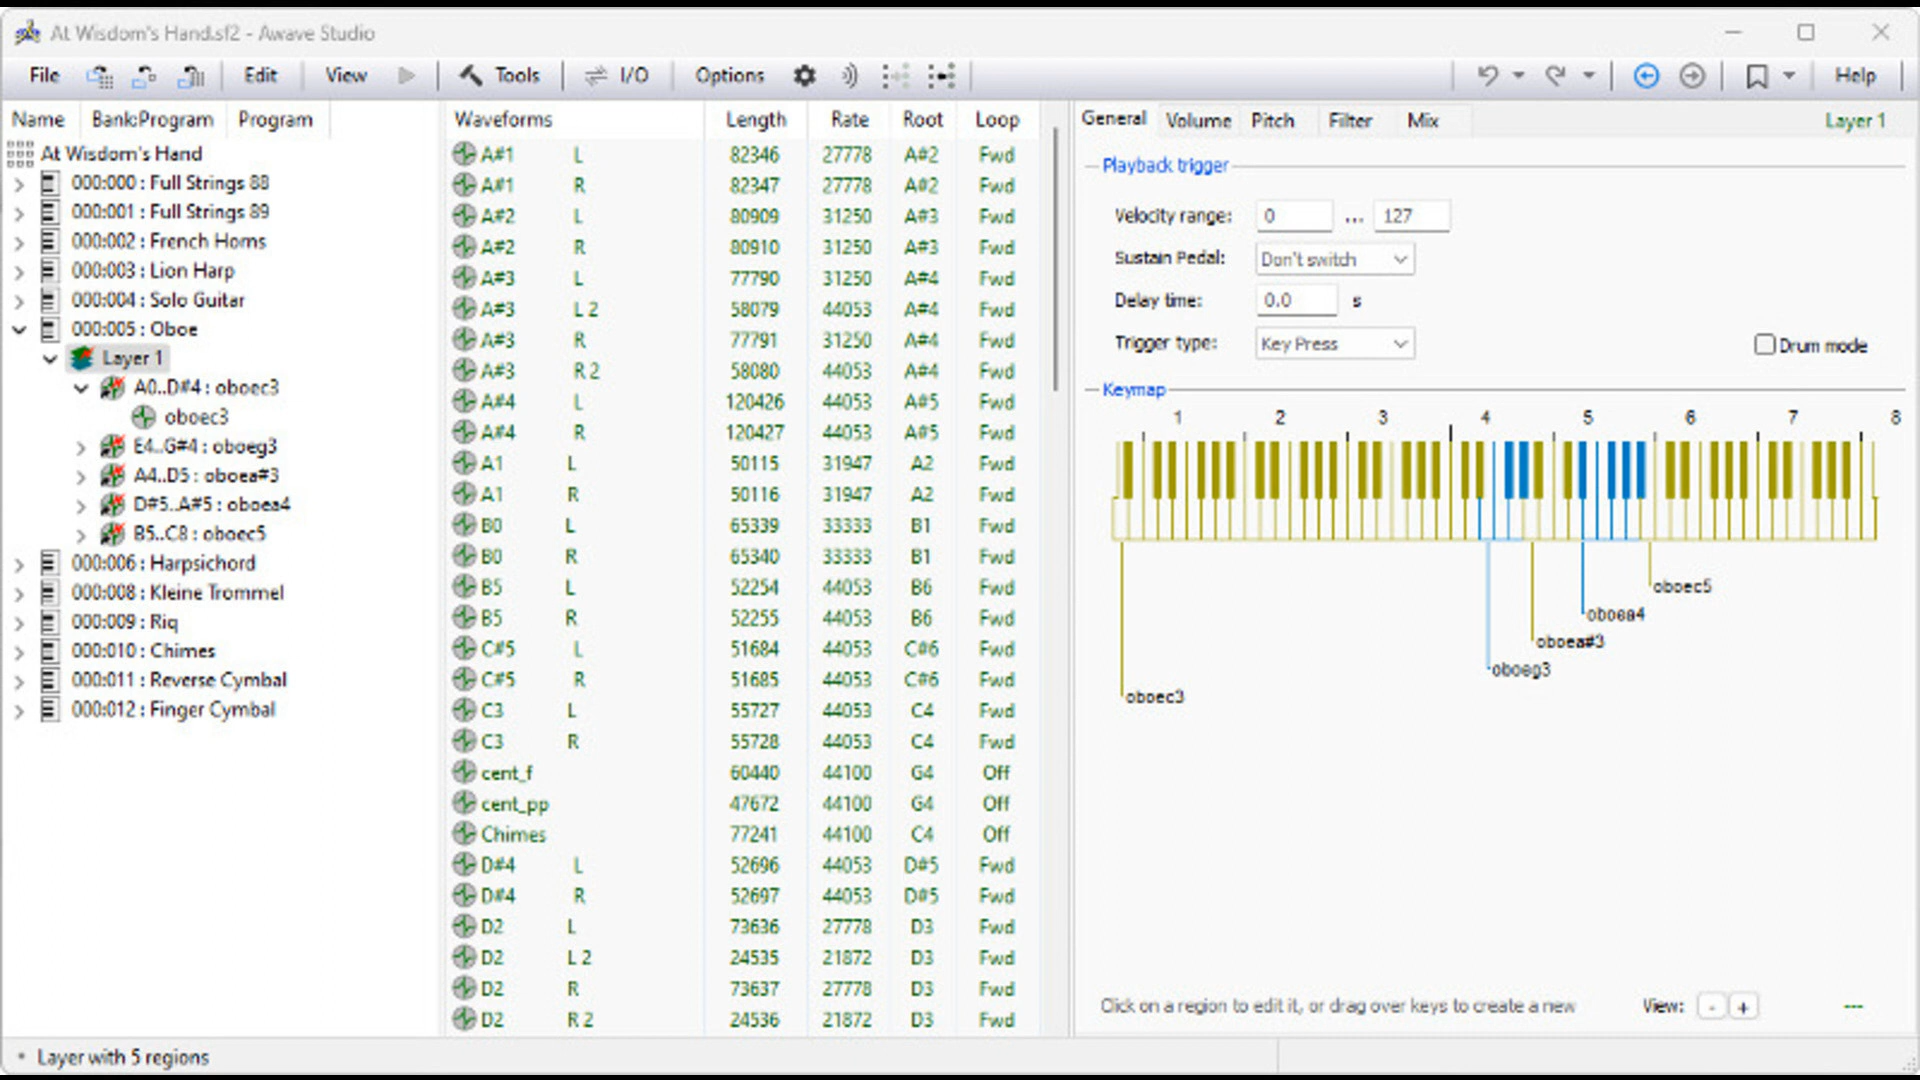 At Wisdom's Hand.sf2 - Awave Studio
File Edit View Tools I/O Options Help
Name Bank:Program Program
At Wisdom's Hand
000:000 : Full Strings 88
000:001 : Full Strings 89
000:002 : French Horns
000:003 : Lion Harp
000:004 : Solo Guitar
000:005 : Oboe
Layer 1
A0..D#4 : oboec3
oboec3
E4..G#4 : oboeg3
A4..D5 : oboea#3
D#5..A#5 : oboea4
B5..C8 : oboec5
000:006 : Harpsichord
000:008 : Kleine Trommel
000:009 : Riq
000:010 : Chimes
000:011 : Reverse Cymbal
000:012 : Finger Cymbal
Waveforms Length Rate Root Loop
A#1 L 82346 27778 A#2 Fwd
A#1 R 82347 27778 A#2 Fwd
A#2 L 80909 31250 A#3 Fwd
A#2 R 80910 31250 A#3 Fwd
A#3 L 77790 31250 A#4 Fwd
A#3 L 2 58079 44053 A#4 Fwd
A#3 R 77791 31250 A#4 Fwd
A#3 R 2 58080 44053 A#4 Fwd
A#4 L 120426 44053 A#5 Fwd
A#4 R 120427 44053 A#5 Fwd
A1 L 50115 31947 A2 Fwd
A1 R 50116 31947 A2 Fwd
B0 L 65339 33333 B1 Fwd
B0 R 65340 33333 B1 Fwd
B5 L 52254 44053 B6 Fwd
B5 R 52255 44053 B6 Fwd
C#5 L 51684 44053 C#6 Fwd
C#5 R 51685 44053 C#6 Fwd
C3 L 55727 44053 C4 Fwd
C3 R 55728 44053 C4 Fwd
cent_f 60440 44100 G4 Off
cent_pp 47672 44100 G4 Off
Chimes 77241 44100 C4 Off
D#4 L 52696 44053 D#5 Fwd
D#4 R 52697 44053 D#5 Fwd
D2 L 73636 27778 D3 Fwd
D2 L 2 24535 21872 D3 Fwd
D2 R 73637 27778 D3 Fwd
D2 R 2 24536 21872 D3 Fwd
General Volume Pitch Filter Mix Layer 1
Playback trigger
Velocity range: 0 ... 127
Sustain Pedal: Don't switch
Delay time: 0.0 s
Trigger type: Key Press Drum mode
Keymap
1 2 3 4 5 6 7 8
oboec5
oboea4
oboea#3
oboeg3
oboec3
Click on a region to edit it, or drag over keys to create a new View: - + ---
Layer with 5 regions